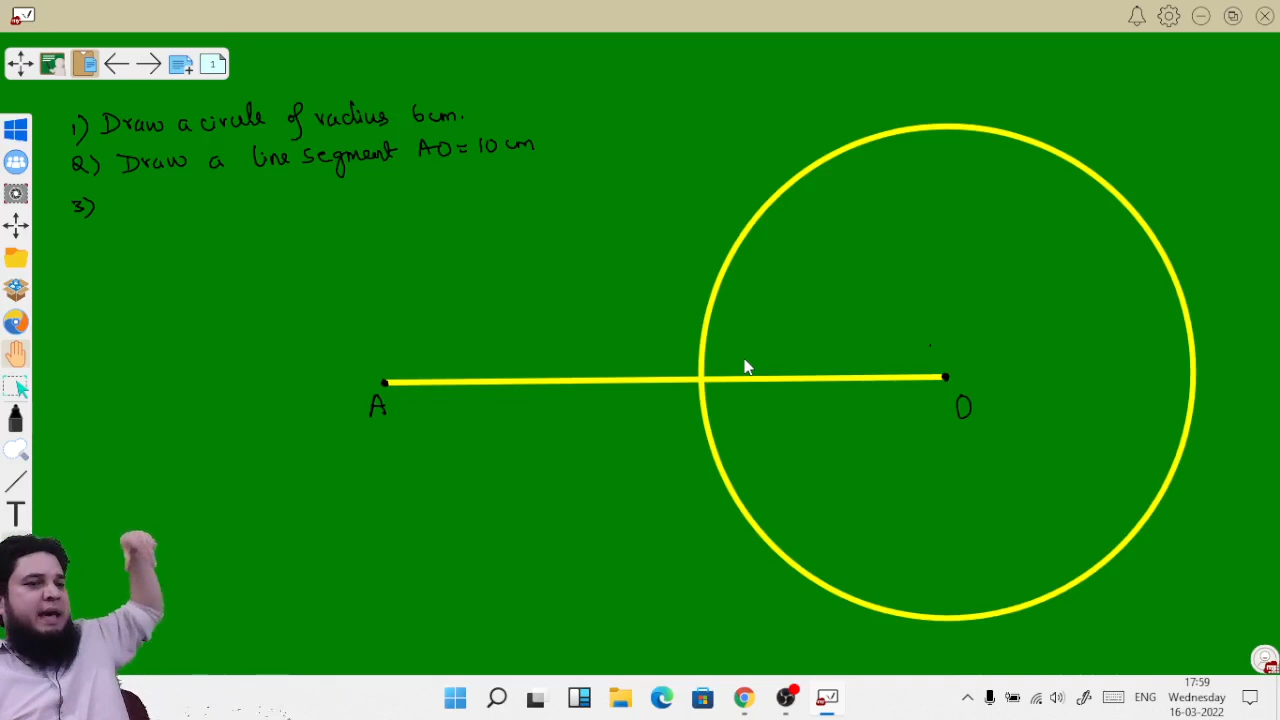 1
1) Draw a circle of radius 6cm.
2) Draw a line segment AO = 10 cm
3)
A
O
T
ENG
17:59
Wednesday
16-03-2022